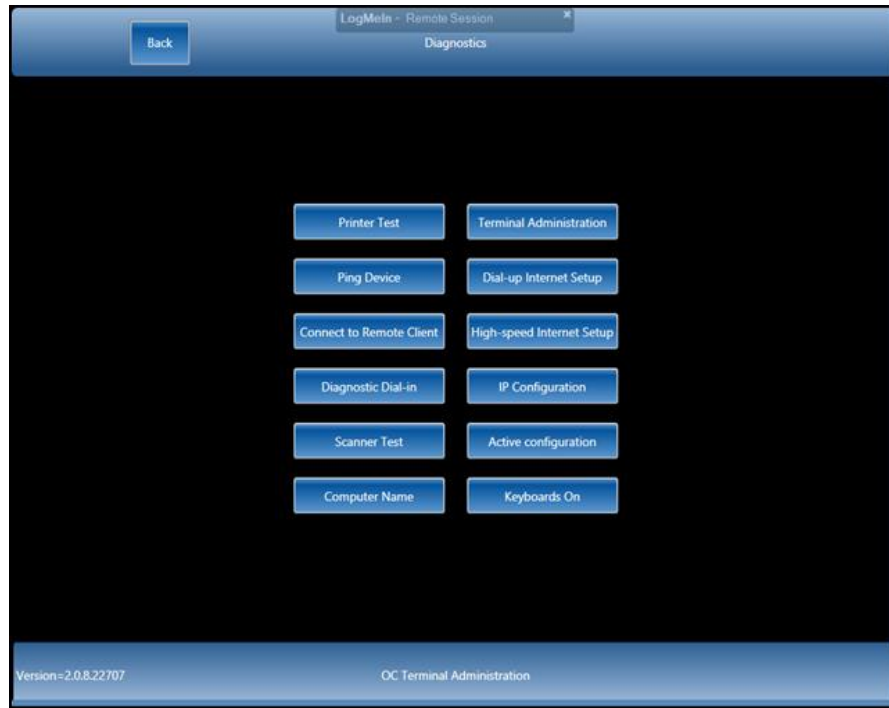 LogMeIn - Remote Session x
Back
Diagnostics
Printer Test
Terminal Administration
Ping Device
Dial-up Internet Setup
Connect to Remote Client
High-speed Internet Setup
Diagnostic Dial-in
IP Configuration
Scanner Test
Active configuration
Computer Name
Keyboards On
Version=2.0.8.22707
OC Terminal Administration